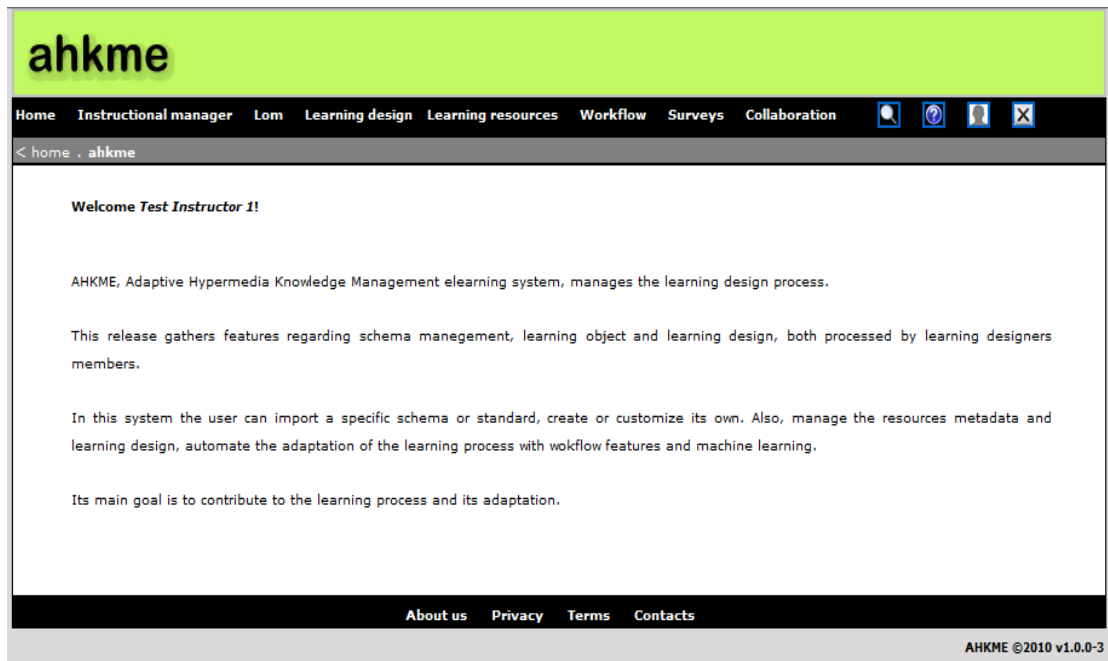 ahkme
Home Instructional manager Lom Learning design Learning resources Workflow Surveys Collaboration
< home . ahkme
Welcome Test Instructor 1!
AHKME, Adaptive Hypermedia Knowledge Management elearning system, manages the learning design process.
This release gathers features regarding schema manegement, learning object and learning design, both processed by learning designers
members.
In this system the user can import a specific schema or standard, create or customize its own. Also, manage the resources metadata and
learning design, automate the adaptation of the learning process with wokflow features and machine learning.
Its main goal is to contribute to the learning process and its adaptation.
About us Privacy Terms Contacts
AHKME ©2010 v1.0.0-3